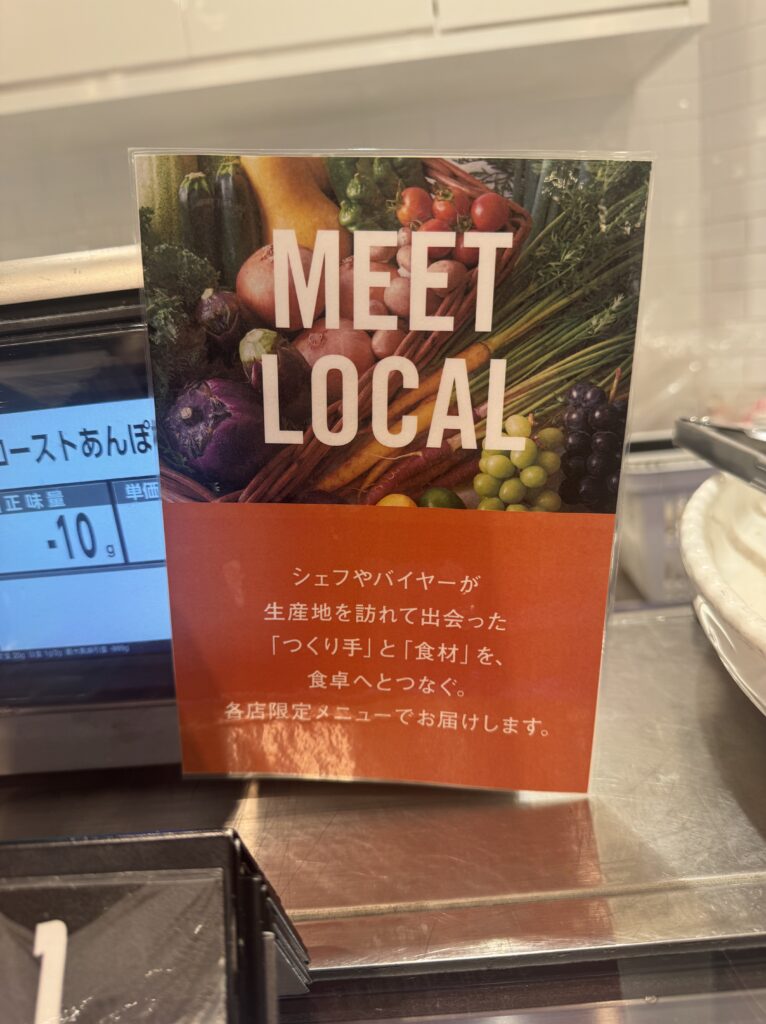 MEET
LOCAL
シェフやバイヤーが
生産地を訪れて出会った
「つくり手」と「食材」を、
食卓へとつなぐ。
各店限定メニューでお届けします。
ローストあんぽ
正味量
単価
-10 g
1